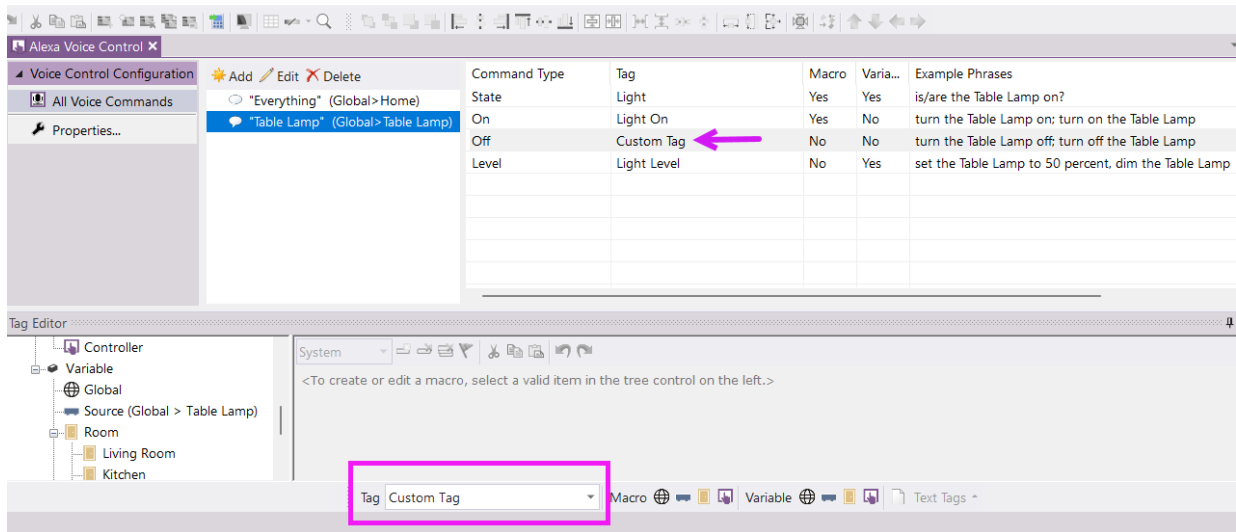 Alexa Voice Control
Voice Control Configuration
All Voice Commands
Properties...
Add Edit Delete
"Everything" (Global>Home)
"Table Lamp" (Global>Table Lamp)
Command Type Tag Macro Varia... Example Phrases
State Light Yes Yes is/are the Table Lamp on?
On Light On Yes No turn the Table Lamp on; turn on the Table Lamp
Off Custom Tag No No turn the Table Lamp off; turn off the Table Lamp
Level Light Level No Yes set the Table Lamp to 50 percent, dim the Table Lamp
Tag Editor
Controller
Variable
Global
Source (Global > Table Lamp)
Room
Living Room
Kitchen
System
<To create or edit a macro, select a valid item in the tree control on the left.>
Tag Custom Tag Macro Variable Text Tags